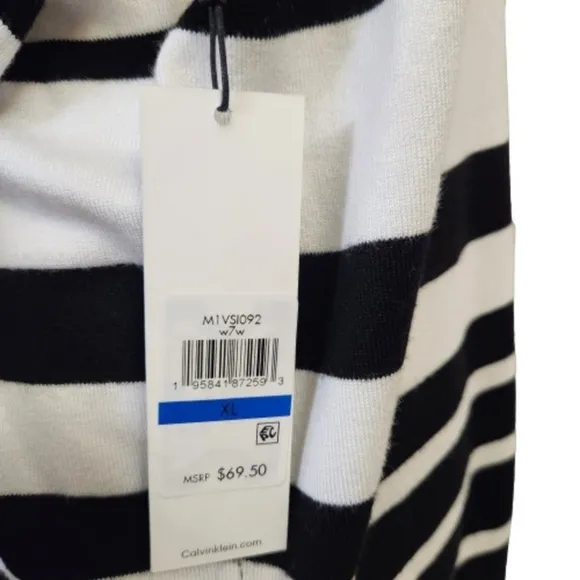 M1VSI092
w7w
1 95841 87259 3
XL
MSRP $69.50
Calvinklein.com